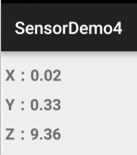 SensorDemo4
X : 0.02
Y : 0.33
Z : 9.36